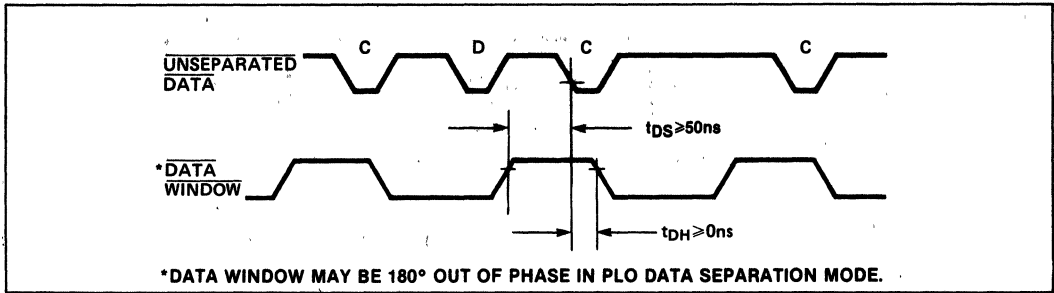 C D C C
UNSEPARATED
DATA
tDS≥50ns
*DATA
WINDOW
tDH≥0ns
*DATA WINDOW MAY BE 180° OUT OF PHASE IN PLO DATA SEPARATION MODE.